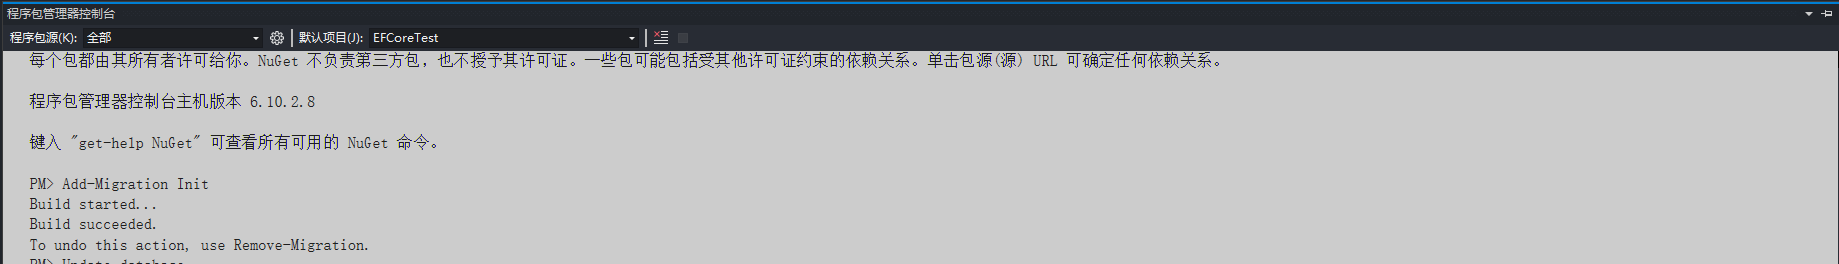 程序包管理器控制台
程序包源(K): 全部 默认项目(J): EFCoreTest
每个包都由其所有者许可给你。NuGet 不负责第三方包，也不授予其许可证。一些包可能包括受其他许可证约束的依赖关系。单击包源(源) URL 可确定任何依赖关系。
程序包管理器控制台主机版本 6.10.2.8
键入 "get-help NuGet" 可查看所有可用的 NuGet 命令。
PM> Add-Migration Init
Build started...
Build succeeded.
To undo this action, use Remove-Migration.
PM> Update-database